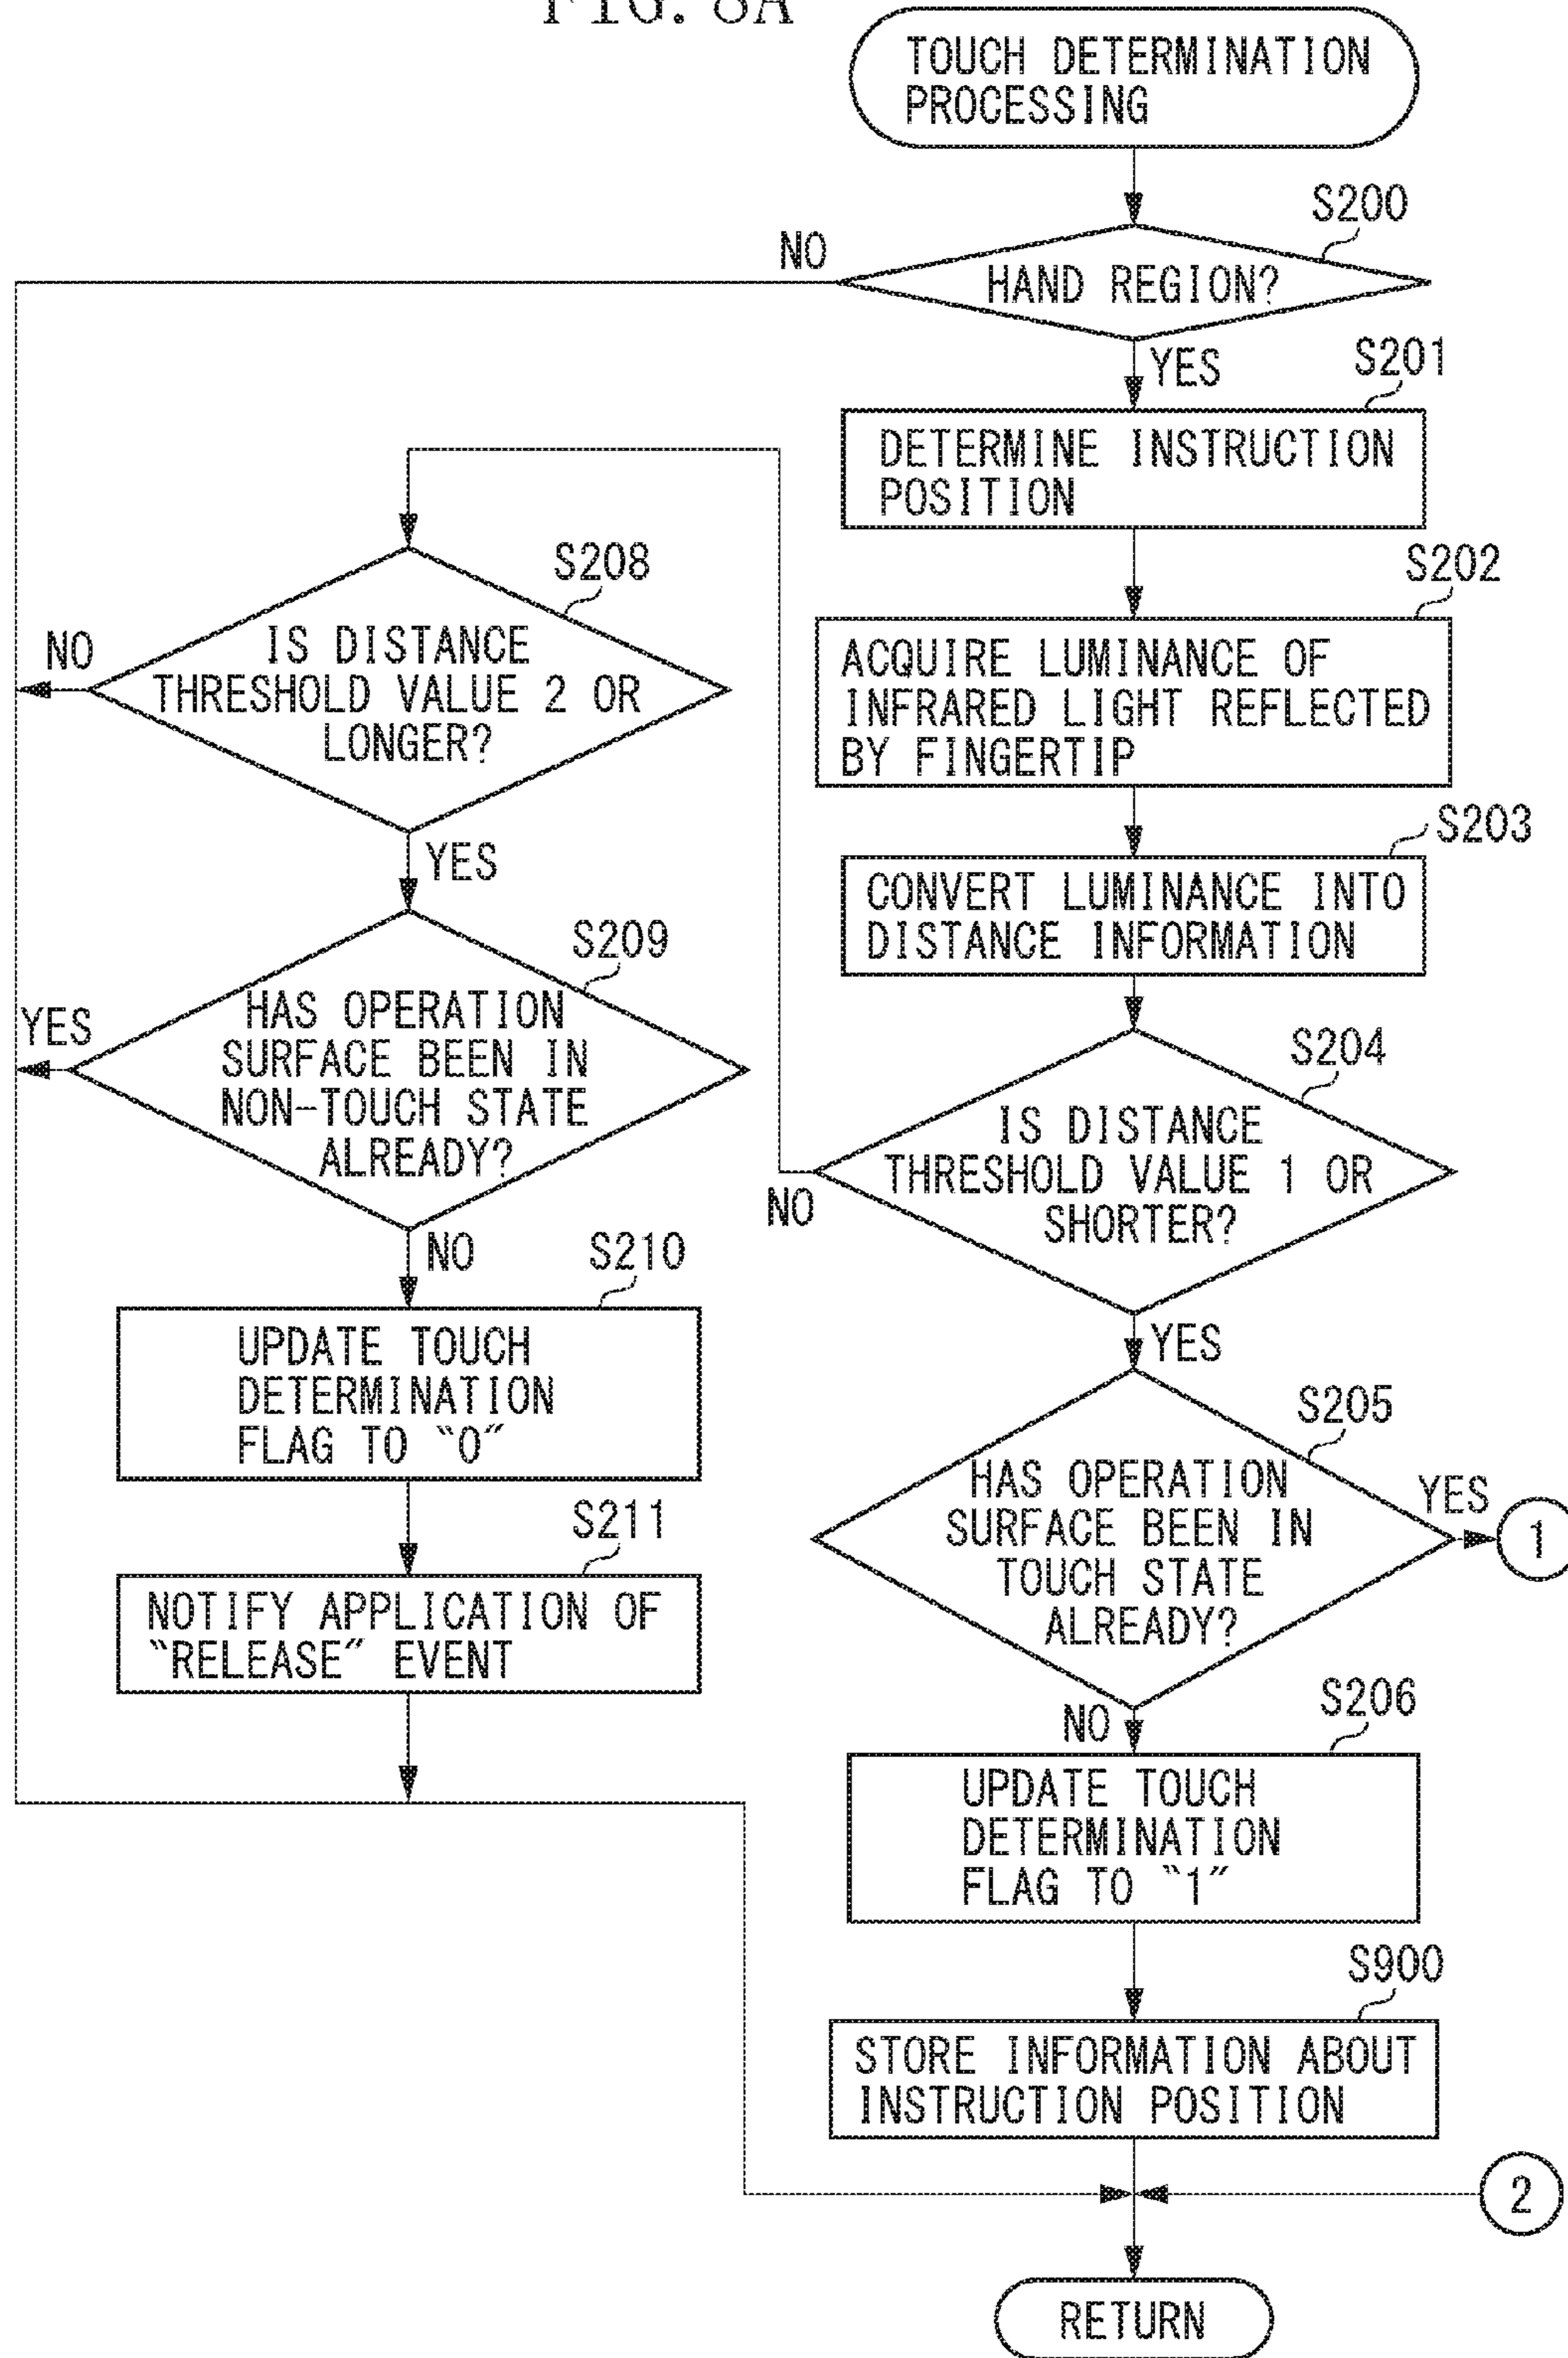 FIG. 8A
TOUCH DETERMINATION
PROCESSING
S200
NO
HAND REGION?
YES
S201
DETERMINE INSTRUCTION
POSITION
S202
ACQUIRE LUMINANCE OF
INFRARED LIGHT REFLECTED
BY FINGERTIP
S203
CONVERT LUMINANCE INTO
DISTANCE INFORMATION
S204
IS DISTANCE
THRESHOLD VALUE 1 OR
SHORTER?
NO
YES
S205
HAS OPERATION
SURFACE BEEN IN
TOUCH STATE
ALREADY?
YES
1
NO
S206
UPDATE TOUCH
DETERMINATION
FLAG TO “1”
S900
STORE INFORMATION ABOUT
INSTRUCTION POSITION
2
RETURN
S208
NO
IS DISTANCE
THRESHOLD VALUE 2 OR
LONGER?
YES
S209
YES
HAS OPERATION
SURFACE BEEN IN
NON-TOUCH STATE
ALREADY?
NO
S210
UPDATE TOUCH
DETERMINATION
FLAG TO “0”
S211
NOTIFY APPLICATION OF
“RELEASE” EVENT